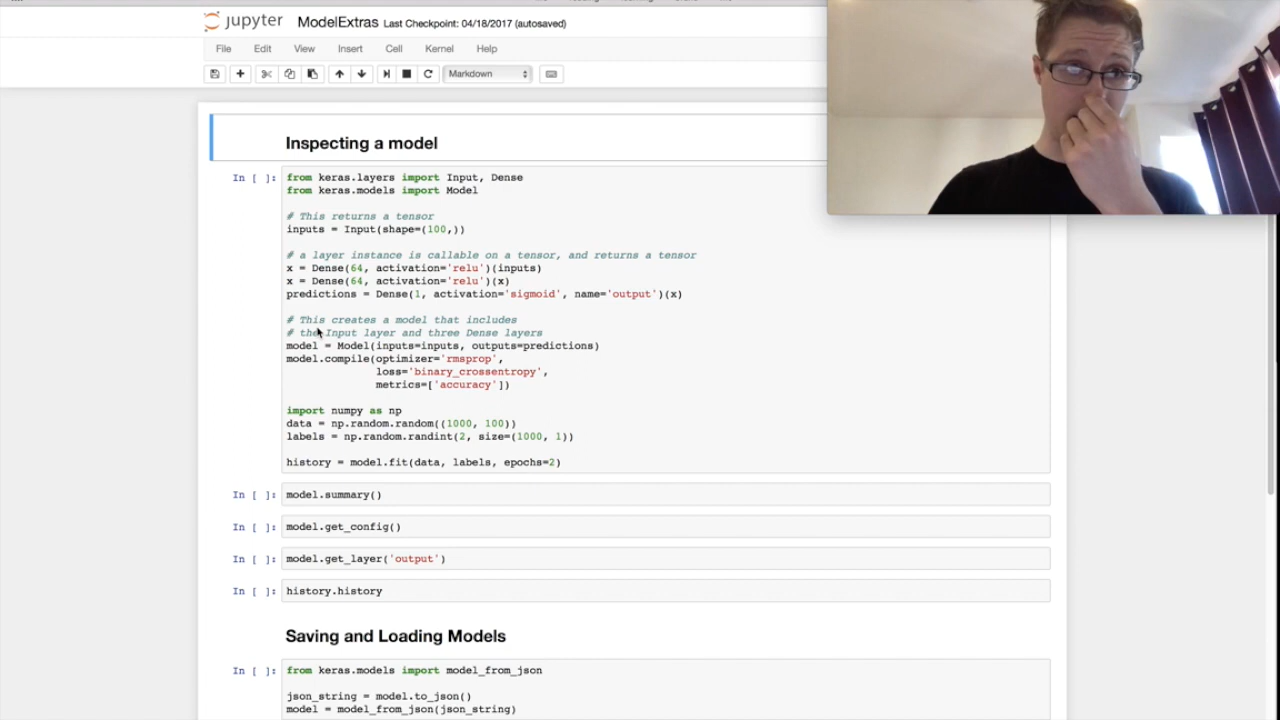 jupyter ModelExtras Last Checkpoint: 04/18/2017 (autosaved)
File Edit View Insert Cell Kernel Help
Markdown
Inspecting a model
In [ ]: from keras.layers import Input, Dense
from keras.models import Model
# This returns a tensor
inputs = Input(shape=(100,))
# a layer instance is callable on a tensor, and returns a tensor
x = Dense(64, activation='relu')(inputs)
x = Dense(64, activation='relu')(x)
predictions = Dense(1, activation='sigmoid', name='output')(x)
# This creates a model that includes
# the Input layer and three Dense layers
model = Model(inputs=inputs, outputs=predictions)
model.compile(optimizer='rmsprop',
loss='binary_crossentropy',
metrics=['accuracy'])
import numpy as np
data = np.random.random((1000, 100))
labels = np.random.randint(2, size=(1000, 1))
history = model.fit(data, labels, epochs=2)
In [ ]: model.summary()
In [ ]: model.get_config()
In [ ]: model.get_layer('output')
In [ ]: history.history
Saving and Loading Models
In [ ]: from keras.models import model_from_json
json_string = model.to_json()
model = model_from_json(json_string)